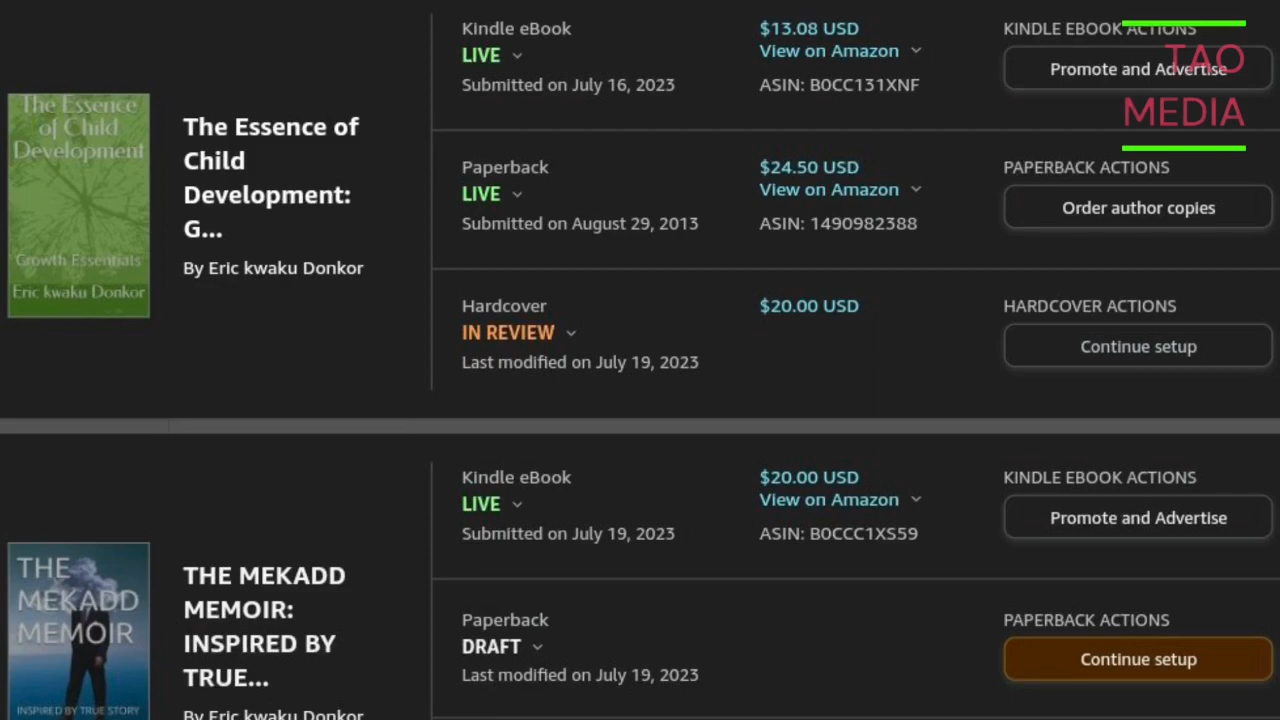 The Essence
of Child
Development
Growth Essentials
Eric kwaku Donkor
The Essence of
Child
Development:
G...
By Eric kwaku Donkor
Kindle eBook
LIVE
Submitted on July 16, 2023
$13.08 USD
View on Amazon
ASIN: B0CC131XNF
KINDLE EBOOK ACTIONS
Promote and Advertise
TAO
MEDIA
Paperback
LIVE
Submitted on August 29, 2013
$24.50 USD
View on Amazon
ASIN: 1490982388
PAPERBACK ACTIONS
Order author copies
Hardcover
IN REVIEW
Last modified on July 19, 2023
$20.00 USD
HARDCOVER ACTIONS
Continue setup
THE
MEKADD
MEMOIR
INSPIRED BY TRUE STORY
THE MEKADD
MEMOIR:
INSPIRED BY
TRUE...
By Eric kwaku Donkor
Kindle eBook
LIVE
Submitted on July 19, 2023
$20.00 USD
View on Amazon
ASIN: B0CCC1XS59
KINDLE EBOOK ACTIONS
Promote and Advertise
Paperback
DRAFT
Last modified on July 19, 2023
PAPERBACK ACTIONS
Continue setup